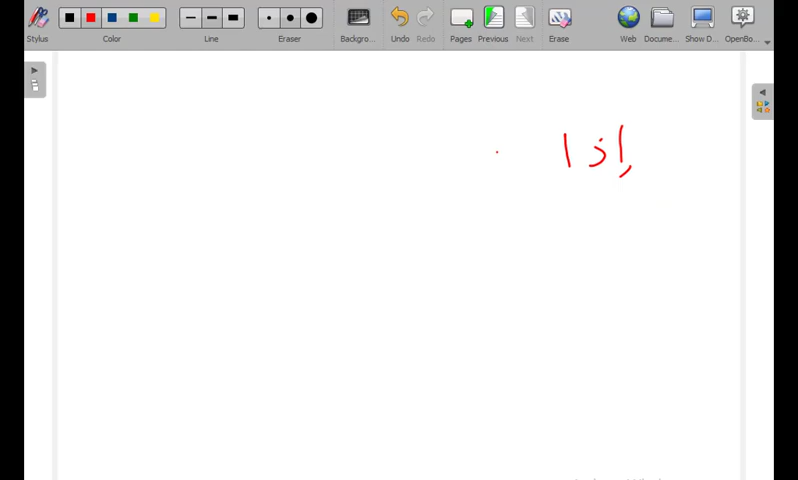 Stylus Color Line Eraser Backgro... Undo Redo Pages Previous Next Erase Web Docume... Show D... OpenBo...
إذا